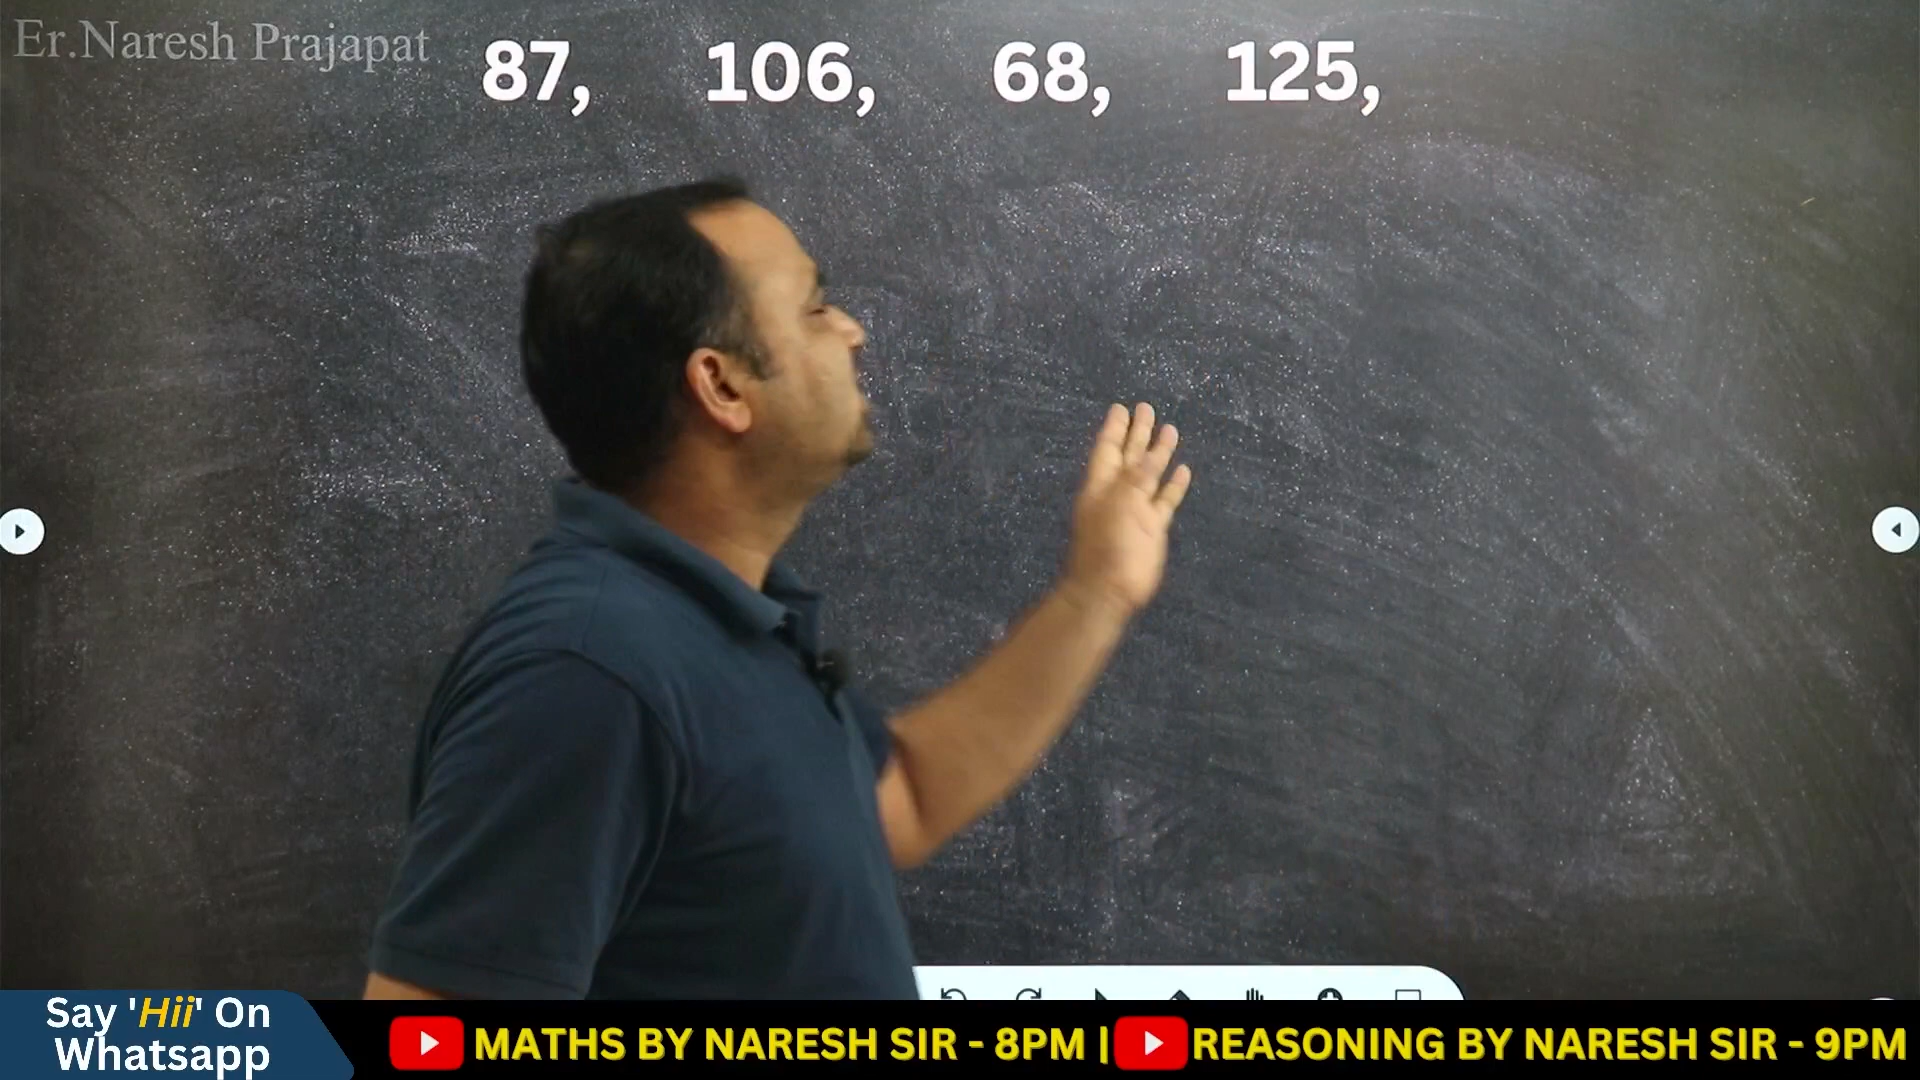 Er.Naresh Prajapat
87, 106, 68, 125,
Say 'Hii' On
Whatsapp
MATHS BY NARESH SIR - 8PM | REASONING BY NARESH SIR - 9PM